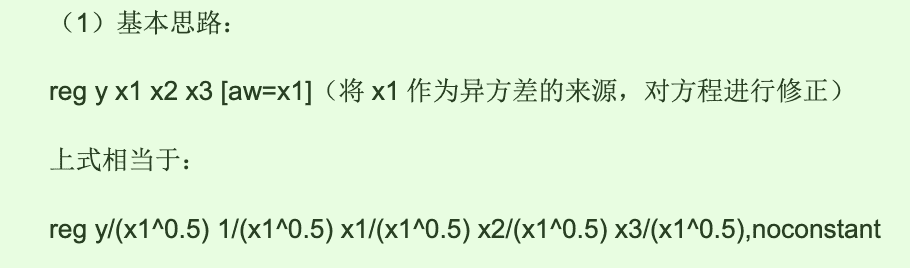 （1）基本思路：
reg y x1 x2 x3 [aw=x1]（将 x1 作为异方差的来源，对方程进行修正）
上式相当于：
reg y/(x1^0.5) 1/(x1^0.5) x1/(x1^0.5) x2/(x1^0.5) x3/(x1^0.5),noconstant